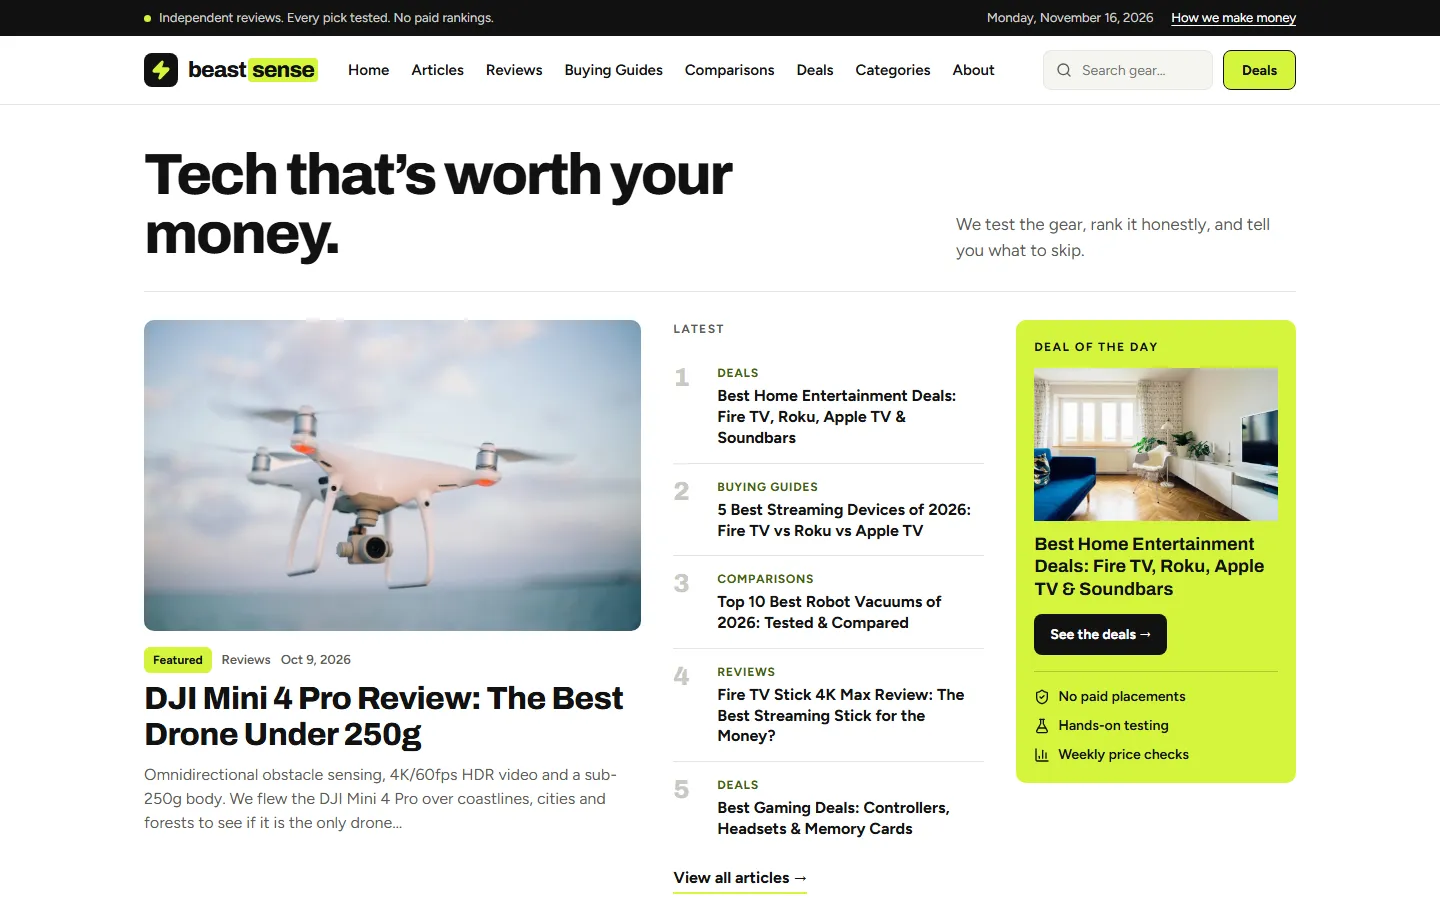 Independent reviews. Every pick tested. No paid rankings.
Monday, November 16, 2026
How we make money
beast sense
Home
Articles
Reviews
Buying Guides
Comparisons
Deals
Categories
About
Search gear...
Deals
Tech that’s worth your
money.
We test the gear, rank it honestly, and tell
you what to skip.
Featured
Reviews
Oct 9, 2026
DJI Mini 4 Pro Review: The Best
Drone Under 250g
Omnidirectional obstacle sensing, 4K/60fps HDR video and a sub-
250g body. We flew the DJI Mini 4 Pro over coastlines, cities and
forests to see if it is the only drone...
LATEST
1
DEALS
Best Home Entertainment Deals:
Fire TV, Roku, Apple TV &
Soundbars
2
BUYING GUIDES
5 Best Streaming Devices of 2026:
Fire TV vs Roku vs Apple TV
3
COMPARISONS
Top 10 Best Robot Vacuums of
2026: Tested & Compared
4
REVIEWS
Fire TV Stick 4K Max Review: The
Best Streaming Stick for the
Money?
5
DEALS
Best Gaming Deals: Controllers,
Headsets & Memory Cards
View all articles →
DEAL OF THE DAY
Best Home Entertainment
Deals: Fire TV, Roku, Apple
TV & Soundbars
See the deals →
No paid placements
Hands-on testing
Weekly price checks